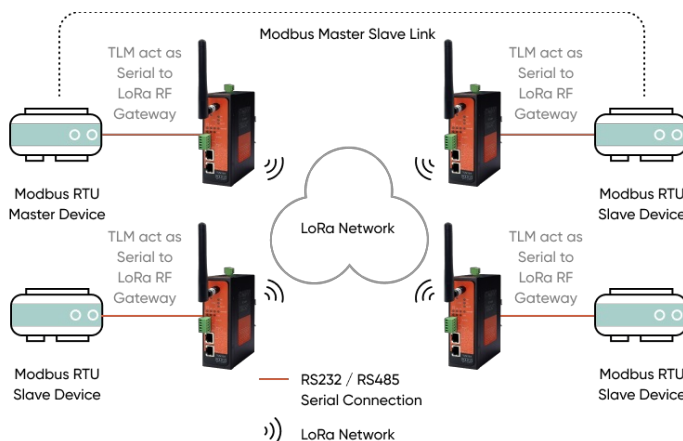 Modbus Master Slave Link
TLM act as
Serial to
LoRa RF
Gateway
TLM act as
Serial to
LoRa RF
Gateway
Modbus RTU
Master Device
Modbus RTU
Slave Device
LoRa Network
TLM act as
Serial to
LoRa RF
Gateway
TLM act as
Serial to
LoRa RF
Gateway
Modbus RTU
Slave Device
Modbus RTU
Slave Device
RS232 / RS485
Serial Connection
LoRa Network